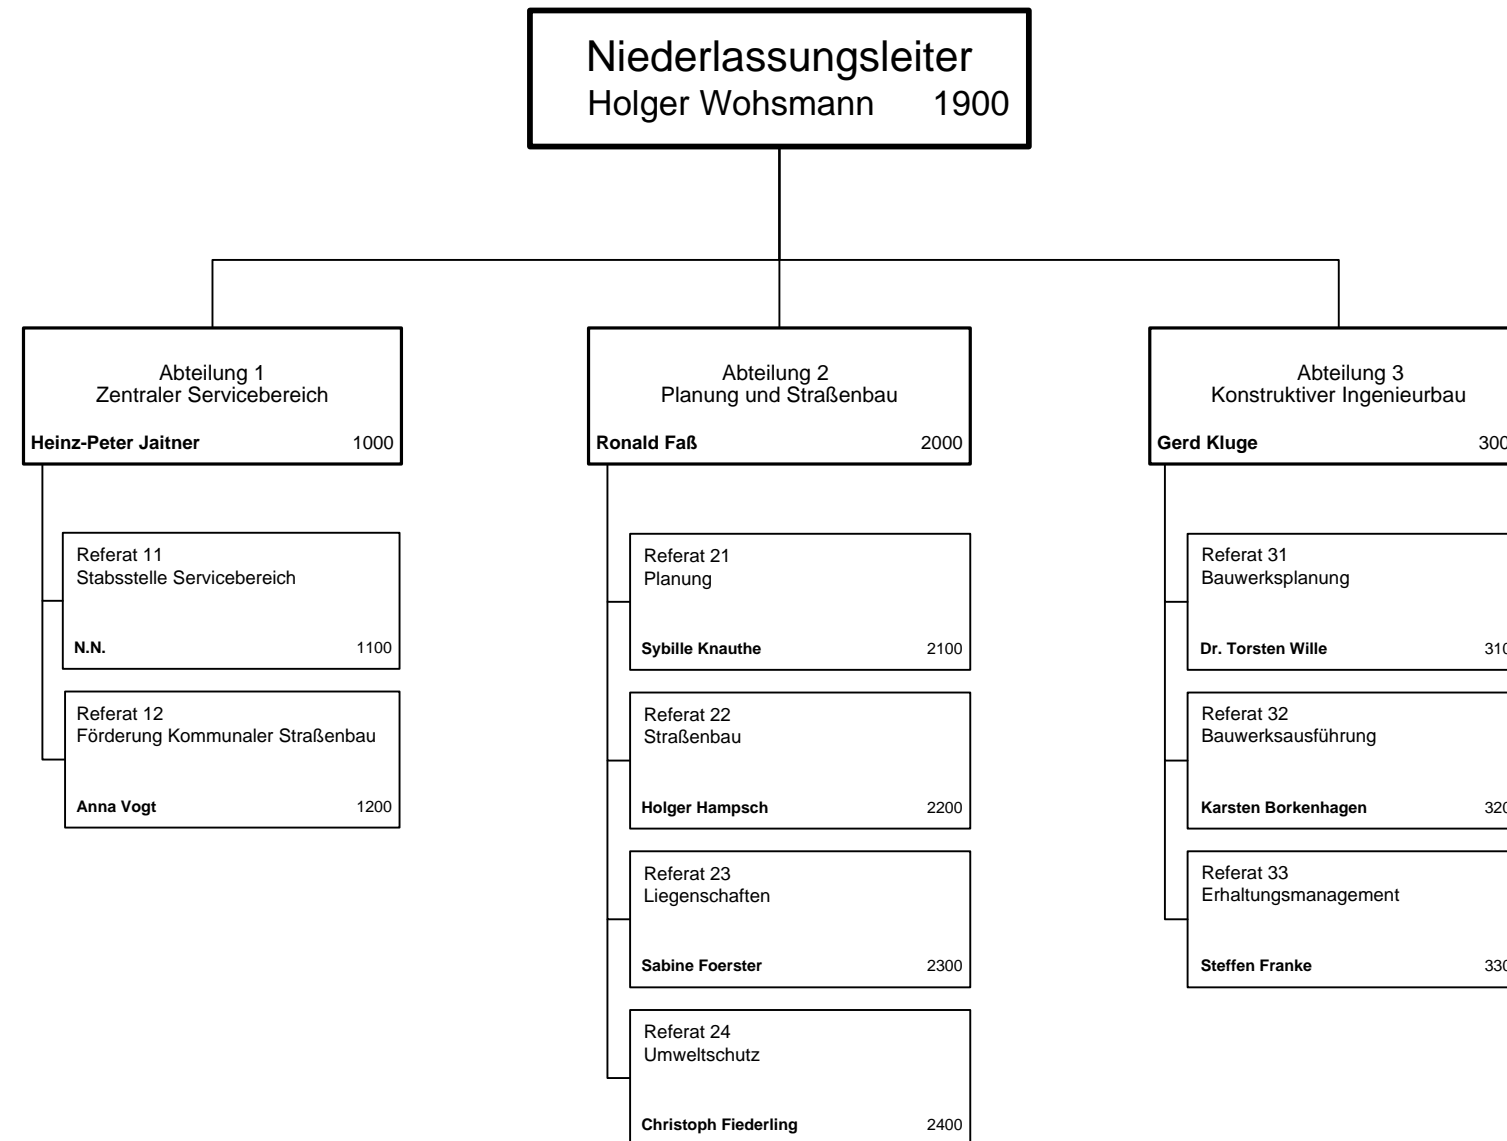 Niederlassungsleiter
Holger Wohsmann 1900
Abteilung 1
Zentraler Servicebereich
Heinz-Peter Jaitner 1000
Referat 11
Stabsstelle Servicebereich
N.N. 1100
Referat 12
Förderung Kommunaler Straßenbau
Anna Vogt 1200
Abteilung 2
Planung und Straßenbau
Ronald Faß 2000
Referat 21
Planung
Sybille Knauthe 2100
Referat 22
Straßenbau
Holger Hampsch 2200
Referat 23
Liegenschaften
Sabine Foerster 2300
Referat 24
Umweltschutz
Christoph Fiederling 2400
Abteilung 3
Konstruktiver Ingenieurbau
Gerd Kluge
Referat 31
Bauwerksplanung
Dr. Torsten Wille
Referat 32
Bauwerksausführung
Karsten Borkenhagen
Referat 33
Erhaltungsmanagement
Steffen Franke